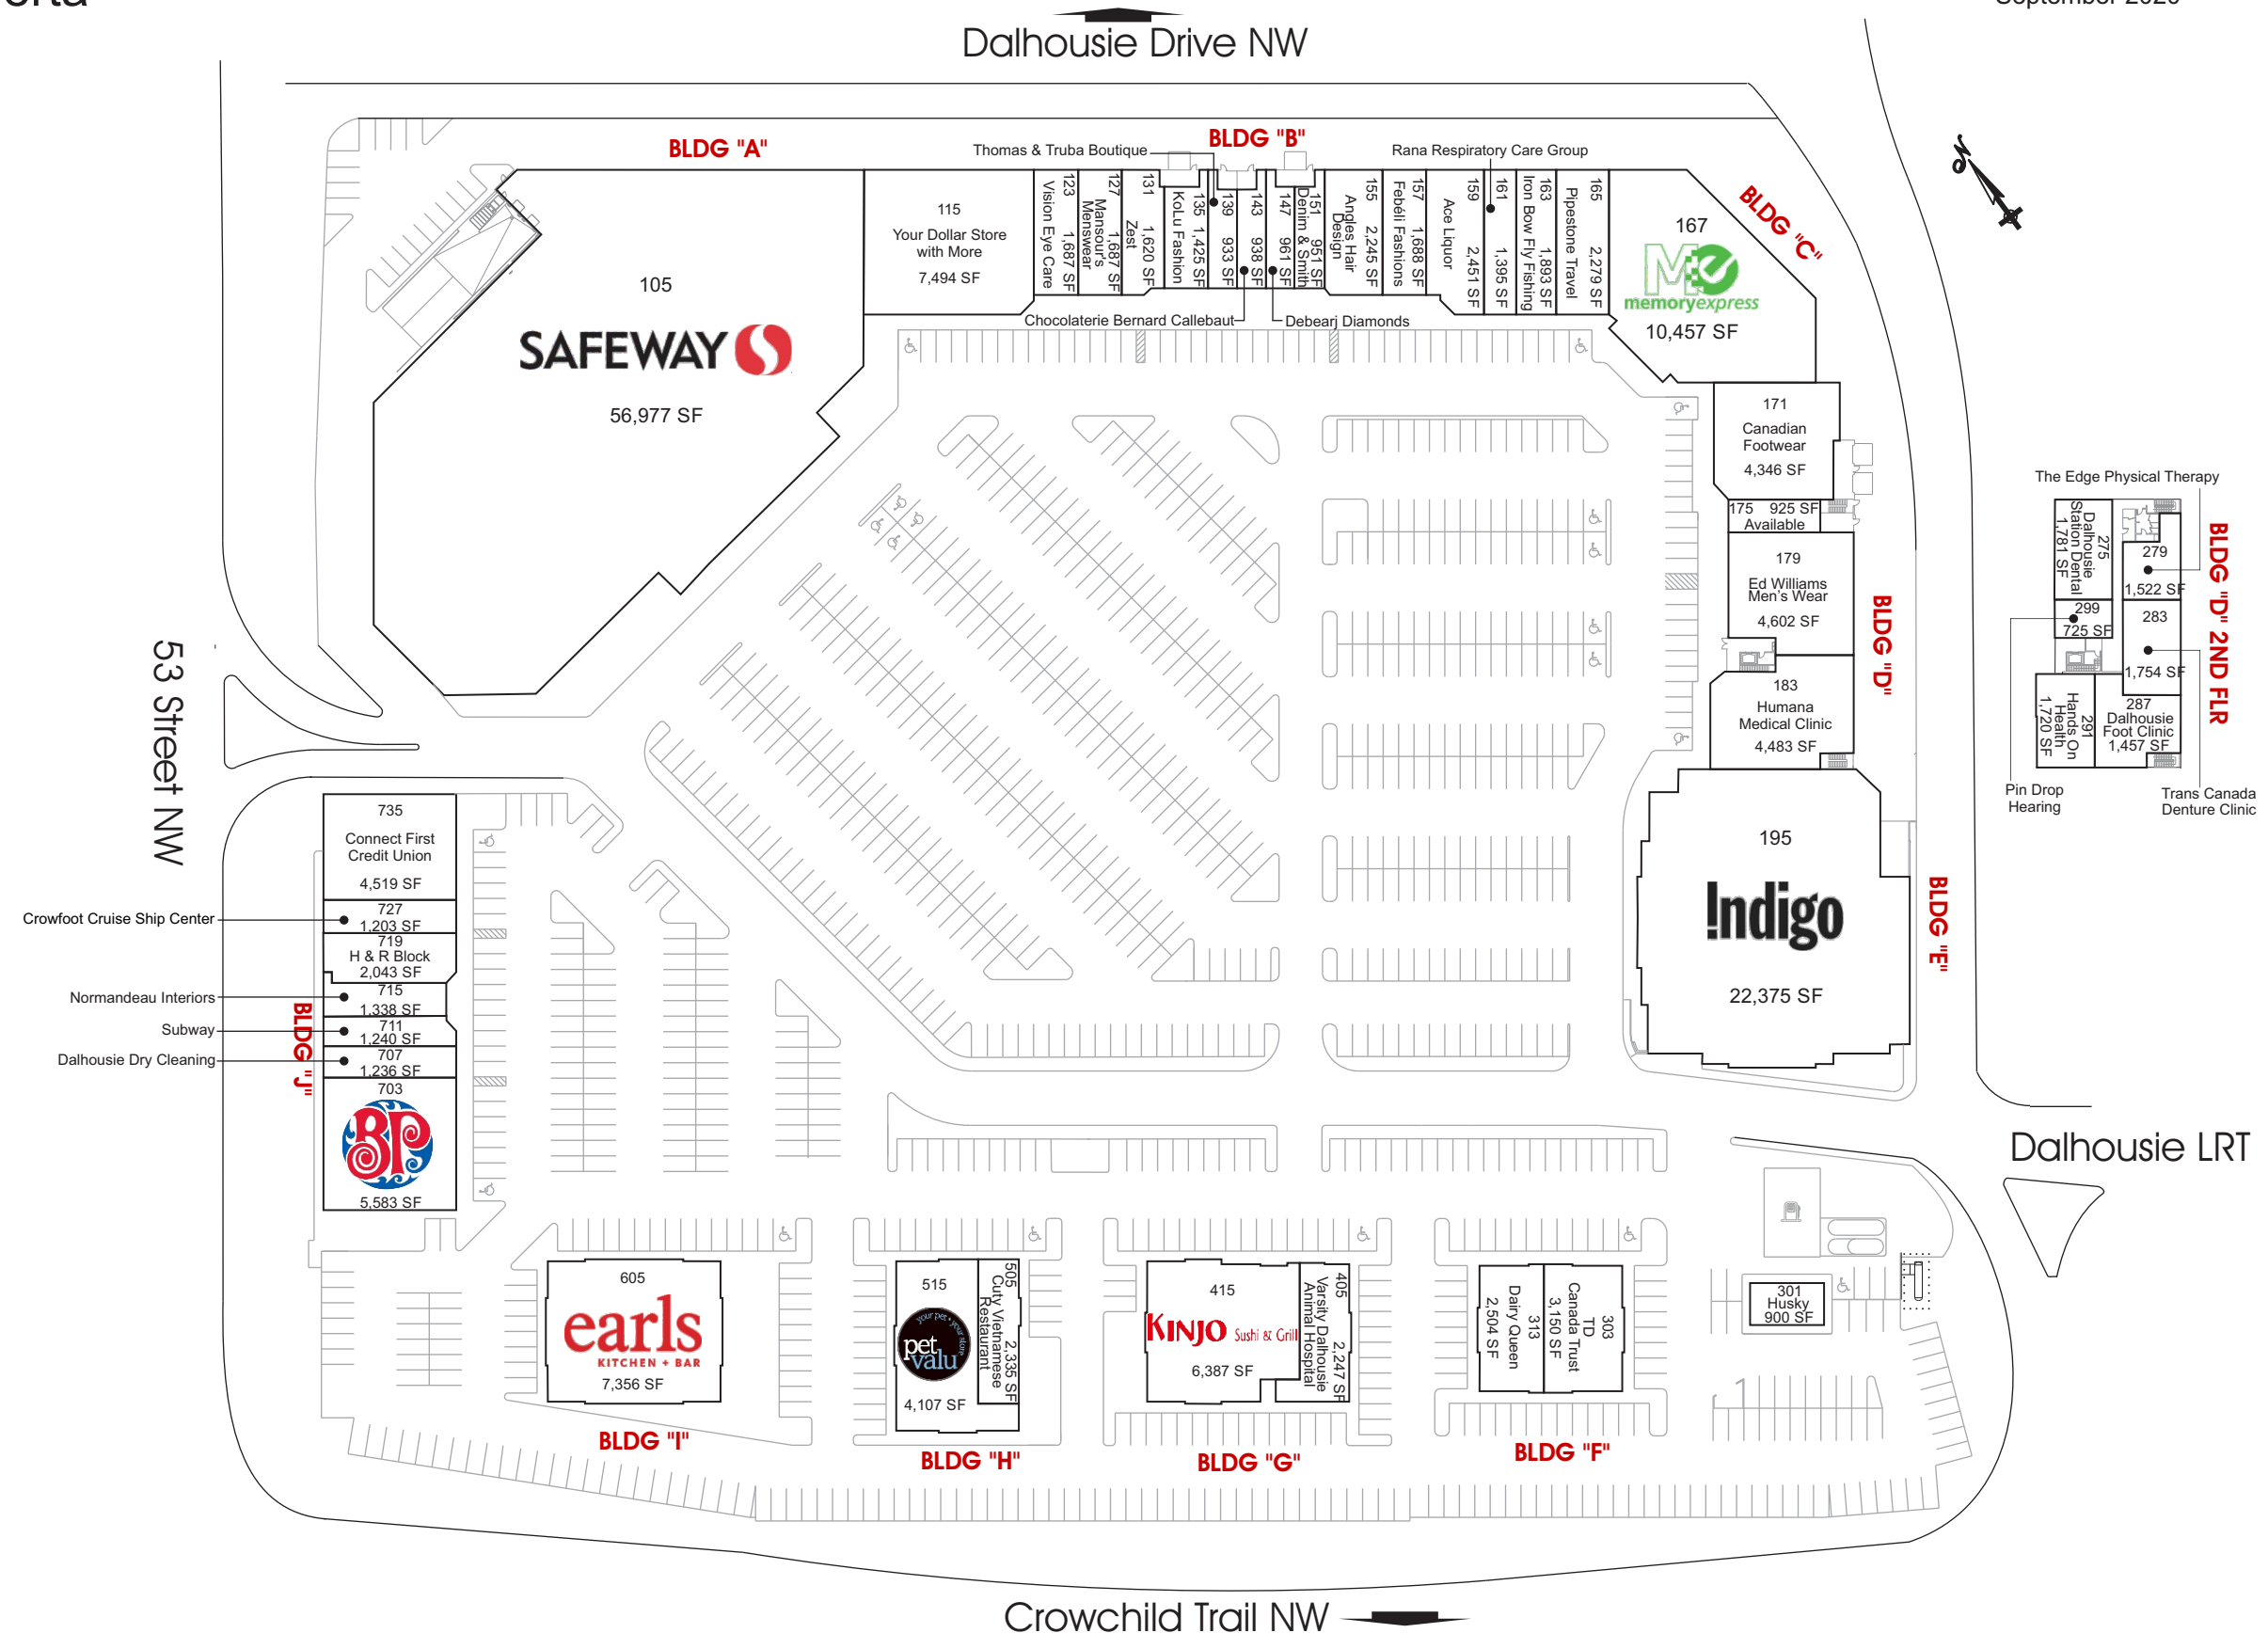 Dalhousie Drive NW
BLDG "A"
BLDG "B"
BLDG "C"
Thomas & Truba Boutique
Rana Respiratory Care Group
105
SAFEWAY
56,977 SF
115
Your Dollar Store
with More
7,494 SF
123 1,687 SF
Vision Eye Care
127 1,687 SF
Mansour's
Menswear
131 1,620 SF
Zest
135 1,425 SF
KoLu Fashion
139 933 SF
143 938 SF
147 961 SF
151 951 SF
Denim & Smith
155 2,245 SF
Angles Hair
Design
157 1,688 SF
Febéli Fashions
159 2,451 SF
Ace Liquor
161 1,395 SF
163 1,893 SF
Iron Bow Fly Fishing
165 2,279 SF
Pipestone Travel
Chocolaterie Bernard Callebaut
Debearj Diamonds
167
ME
memoryexpress
10,457 SF
171
Canadian
Footwear
4,346 SF
175 925 SF
Available
179
Ed Williams
Men's Wear
4,602 SF
BLDG "D"
183
Humana
Medical Clinic
4,483 SF
195
Indigo
22,375 SF
BLDG "E"
The Edge Physical Therapy
275
Dalhousie
Station Dental
1,781 SF
279
1,522 SF
299
725 SF
283
1,754 SF
291
Hands On
Health
1,720 SF
287
Dalhousie
Foot Clinic
1,457 SF
BLDG "D" 2ND FLR
Pin Drop
Hearing
Trans Canada
Denture Clinic
53 Street NW
735
Connect First
Credit Union
4,519 SF
Crowfoot Cruise Ship Center
727
1,203 SF
719
H & R Block
2,043 SF
Normandeau Interiors
715
1,338 SF
Subway
711
1,240 SF
Dalhousie Dry Cleaning
707
1,236 SF
703
BP
5,583 SF
BLDG "J"
Dalhousie LRT
605
earls
KITCHEN + BAR
7,356 SF
BLDG "I"
515
your pet • your store
pet
valu
4,107 SF
505 2,335 SF
Cuty Vietnamese
Restaurant
BLDG "H"
415
KINJO Sushi & Grill
6,387 SF
405 2,247 SF
Varsity Dalhousie
Animal Hospital
BLDG "G"
313
Dairy Queen
2,504 SF
303
TD
Canada Trust
3,150 SF
BLDG "F"
301
Husky
900 SF
Crowchild Trail NW